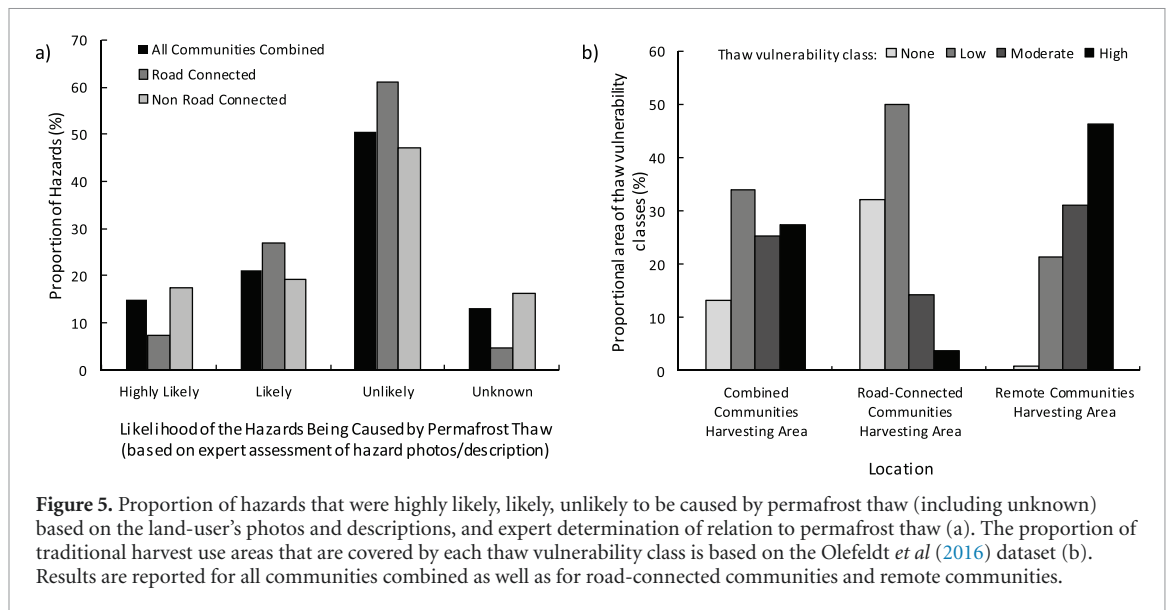 a)
70
60
50
40
30
20
10
0
Proportion of Hazards (%)
All Communities Combined
Road Connected
Non Road Connected
Highly Likely
Likely
Unlikely
Unknown
Likelihood of the Hazards Being Caused by Permafrost Thaw
(based on expert assessment of hazard photos/description)
b)
60
50
40
30
20
10
0
Proportional area of thaw vulnerability
classes (%)
Thaw vulnerability class: None Low Moderate High
Combined
Communities
Harvesting Area
Road-Connected
Communities
Harvesting Area
Remote Communities
Harvesting Area
Location
Figure 5. Proportion of hazards that were highly likely, likely, unlikely to be caused by permafrost thaw (including unknown)
based on the land-user's photos and descriptions, and expert determination of relation to permafrost thaw (a). The proportion of
traditional harvest use areas that are covered by each thaw vulnerability class is based on the Olefeldt et al (2016) dataset (b).
Results are reported for all communities combined as well as for road-connected communities and remote communities.